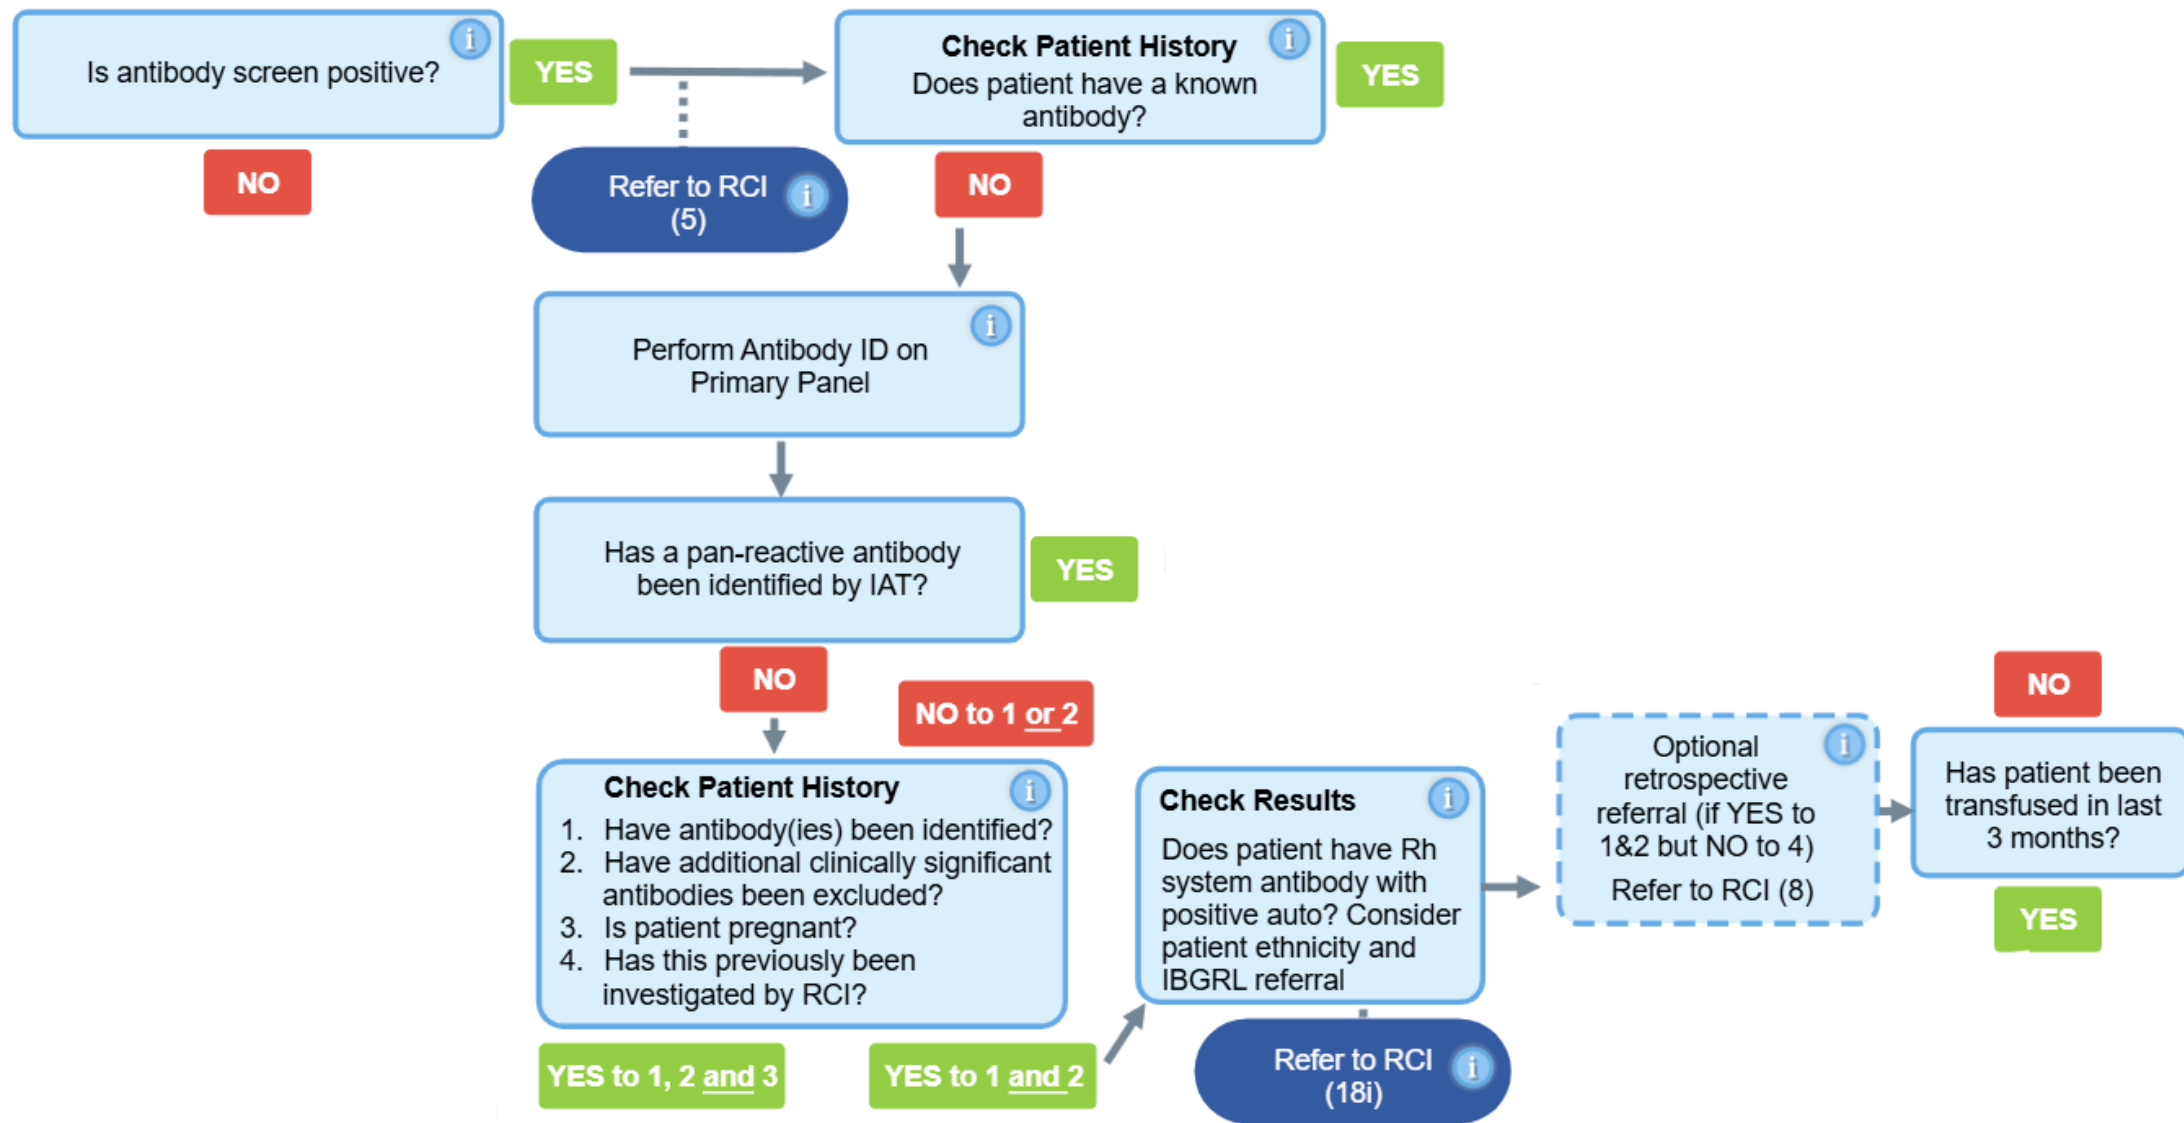 Is antibody screen positive?
YES
NO
Refer to RCI
(5)
Check Patient History
Does patient have a known
antibody?
YES
NO
Perform Antibody ID on
Primary Panel
Has a pan-reactive antibody
been identified by IAT?
YES
NO
NO to 1 or 2
Check Patient History
1. Have antibody(ies) been identified?
2. Have additional clinically significant
antibodies been excluded?
3. Is patient pregnant?
4. Has this previously been
investigated by RCI?
YES to 1, 2 and 3
YES to 1 and 2
Check Results
Does patient have Rh
system antibody with
positive auto? Consider
patient ethnicity and
IBGRL referral
Refer to RCI
(18i)
Optional
retrospective
referral (if YES to
1&2 but NO to 4)
Refer to RCI (8)
NO
Has patient been
transfused in last
3 months?
YES